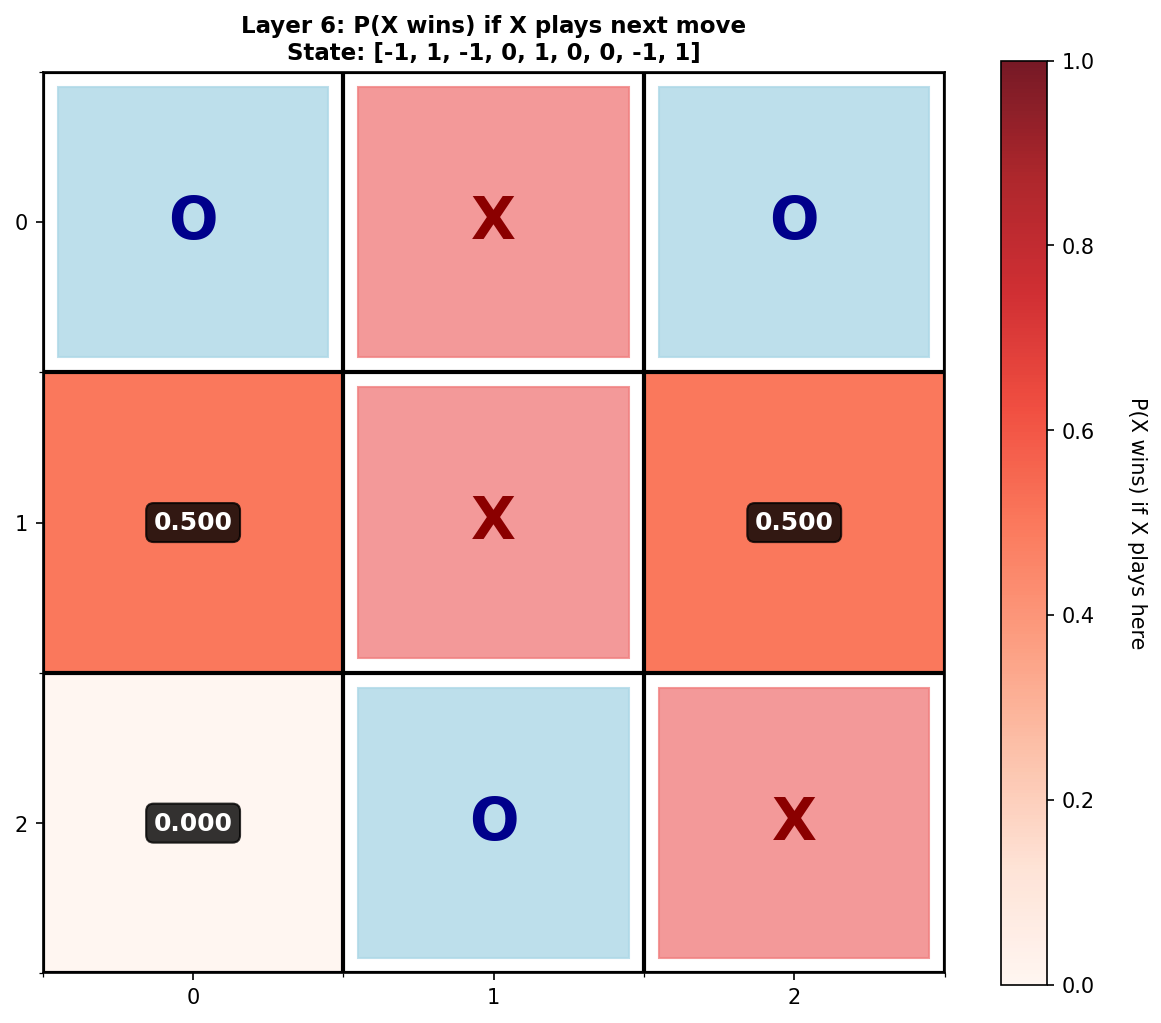 Layer 6: P(X wins) if X plays next move
State: [-1, 1, -1, 0, 1, 0, 0, -1, 1]
1.0
0.8
0.6
0.4
0.2
0.0
P(X wins) if X plays here
0
O
X
O
1
0.500
X
0.500
2
0.000
O
X
0
1
2